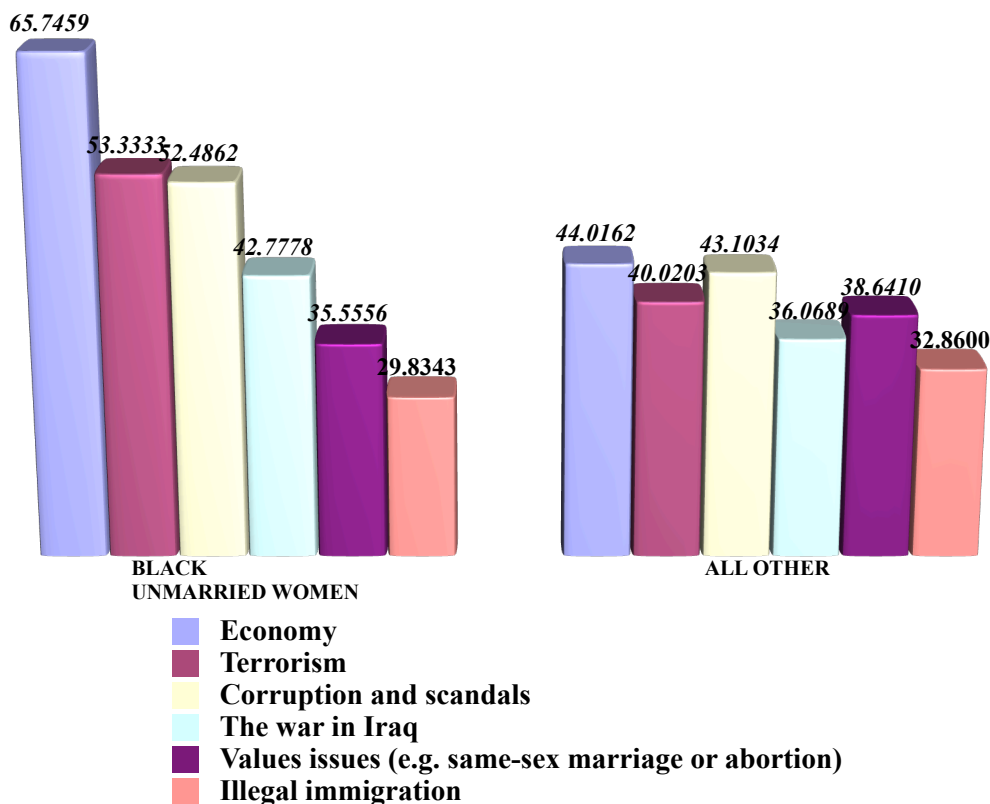 65.7459
53.3333
52.4862
42.7778
35.5556
29.8343
44.0162
40.0203
43.1034
36.0689
38.6410
32.8600
BLACK
UNMARRIED WOMEN
ALL OTHER
Economy
Terrorism
Corruption and scandals
The war in Iraq
Values issues (e.g. same-sex marriage or abortion)
Illegal immigration